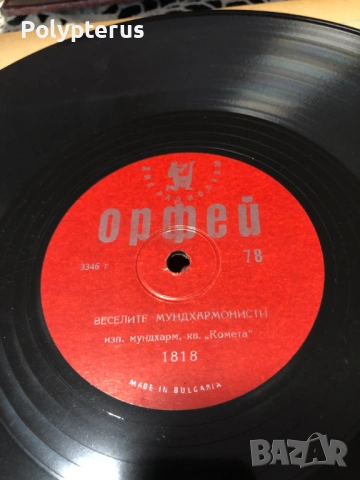 Polypterus
орфей
78
3346 г
ВЕСЕЛИТЕ МУНДХАРМОНИСТИ
изп. мундхарм. кв. „Комета"
1818
MADE IN BULGARIA
BAZAR